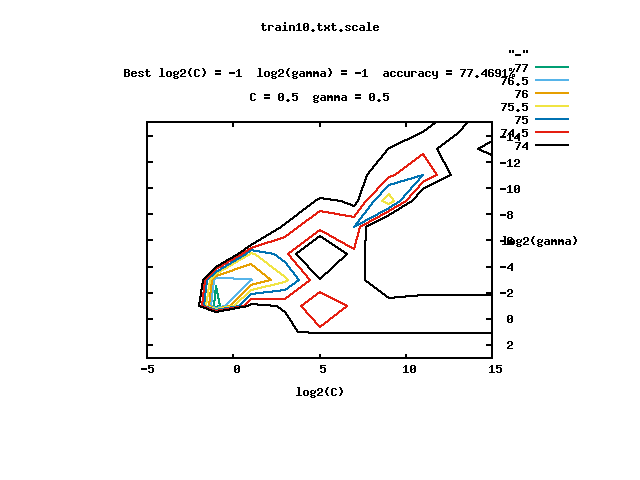 train10.txt.scale
"-"
Best log2(C) = -1  log2(gamma) = -1  accuracy = 77.4691%
77
76.5
C = 0.5  gamma = 0.5
76
75.5
75
74.5
74
-14
-12
-10
-8
-6
log2(gamma)
-4
-2
0
2
-5 0 5 10 15
log2(C)